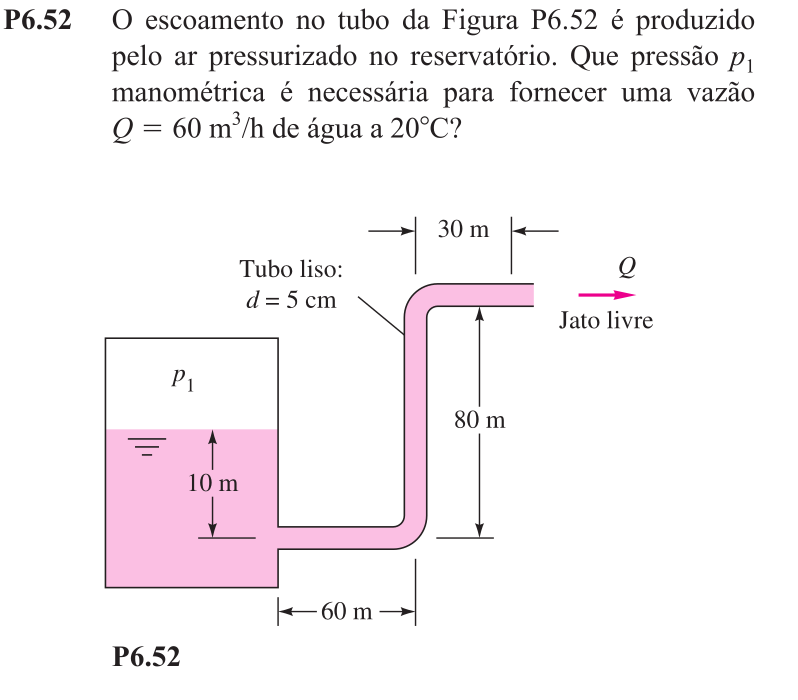 P6.52 O escoamento no tubo da Figura P6.52 é produzido
pelo ar pressurizado no reservatório. Que pressão p₁
manométrica é necessária para fornecer uma vazão
Q = 60 m³/h de água a 20°C?
30 m
Tubo liso:
d = 5 cm
Q
Jato livre
p₁
80 m
10 m
60 m
P6.52